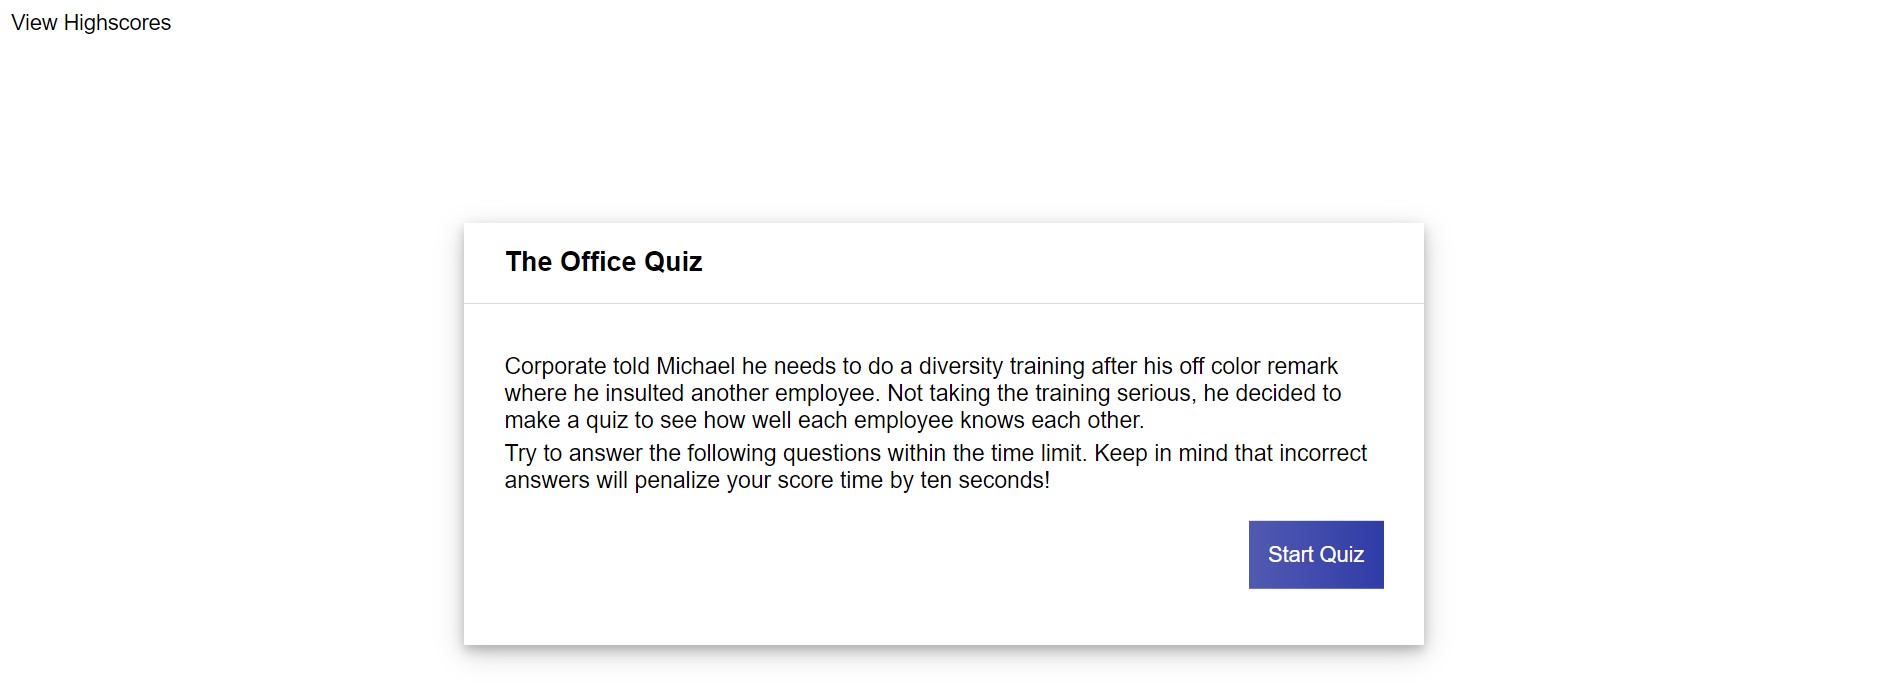 View Highscores
The Office Quiz
Corporate told Michael he needs to do a diversity training after his off color remark
where he insulted another employee. Not taking the training serious, he decided to
make a quiz to see how well each employee knows each other.
Try to answer the following questions within the time limit. Keep in mind that incorrect
answers will penalize your score time by ten seconds!
Start Quiz